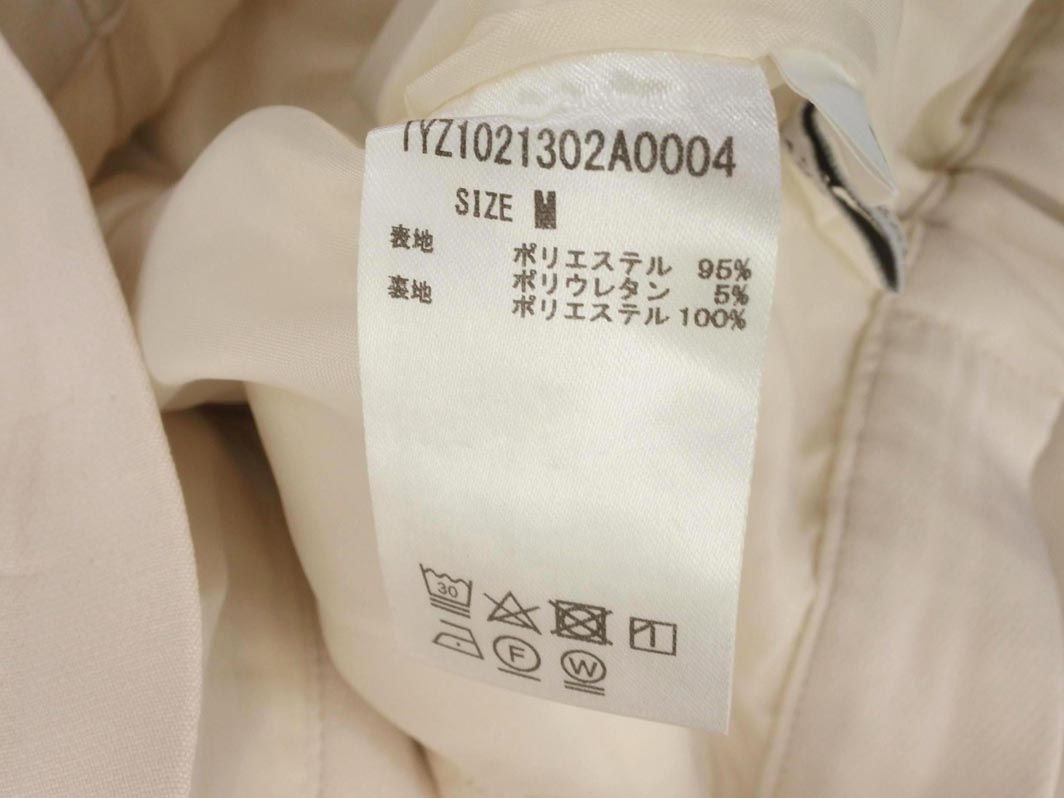 TYZ1021302A0004
SIZE M
表地 ポリエステル 95%
ポリウレタン 5%
裏地 ポリエステル 100%
30
F
W